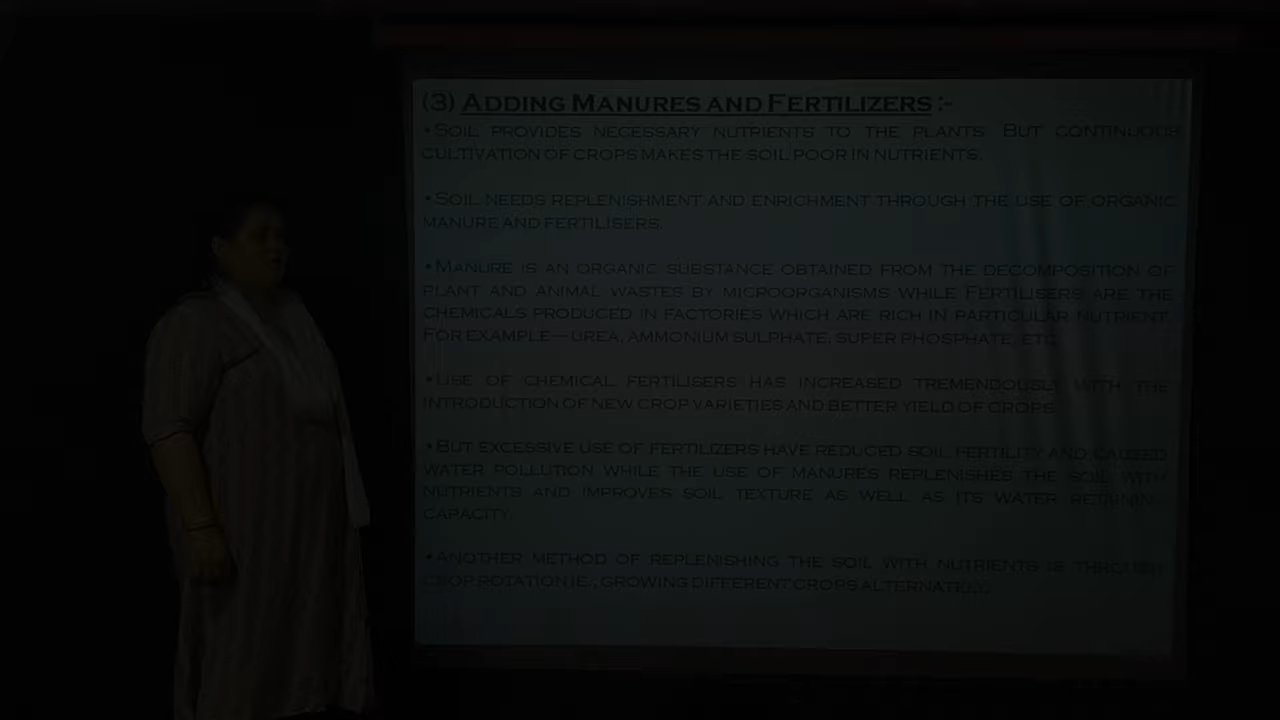 (3) ADDING MANURES AND FERTILIZERS :-
•SOIL PROVIDES NECESSARY NUTRIENTS TO THE PLANTS. BUT CONTINUOUS
CULTIVATION OF CROPS MAKES THE SOIL POOR IN NUTRIENTS.
•SOIL NEEDS REPLENISHMENT AND ENRICHMENT THROUGH THE USE OF ORGANIC
MANURE AND FERTILISERS.
•MANURE IS AN ORGANIC SUBSTANCE OBTAINED FROM THE DECOMPOSITION OF
PLANT AND ANIMAL WASTES BY MICROORGANISMS WHILE FERTILISERS ARE THE
CHEMICALS PRODUCED IN FACTORIES WHICH ARE RICH IN PARTICULAR NUTRIENT.
FOR EXAMPLE— UREA, AMMONIUM SULPHATE, SUPER PHOSPHATE, ETC.
•USE OF CHEMICAL FERTILISERS HAS INCREASED TREMENDOUSLY WITH THE
INTRODUCTION OF NEW CROP VARIETIES AND BETTER YIELD OF CROPS.
•BUT EXCESSIVE USE OF FERTILIZERS HAVE REDUCED SOIL FERTILITY AND CAUSED
WATER POLLUTION WHILE THE USE OF MANURES REPLENISHES THE SOIL WITH
NUTRIENTS AND IMPROVES SOIL TEXTURE AS WELL AS ITS WATER RETAINING
CAPACITY.
•ANOTHER METHOD OF REPLENISHING THE SOIL WITH NUTRIENTS IS THROUGH
CROP ROTATION I.E., GROWING DIFFERENT CROPS ALTERNATELY.